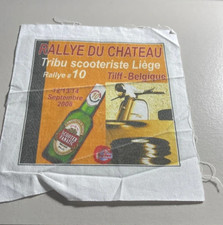 RALLYE DU CHATEAU
Tribu scooteriste Liège
Rallye # 10
Tilff-Belgique
Septembre